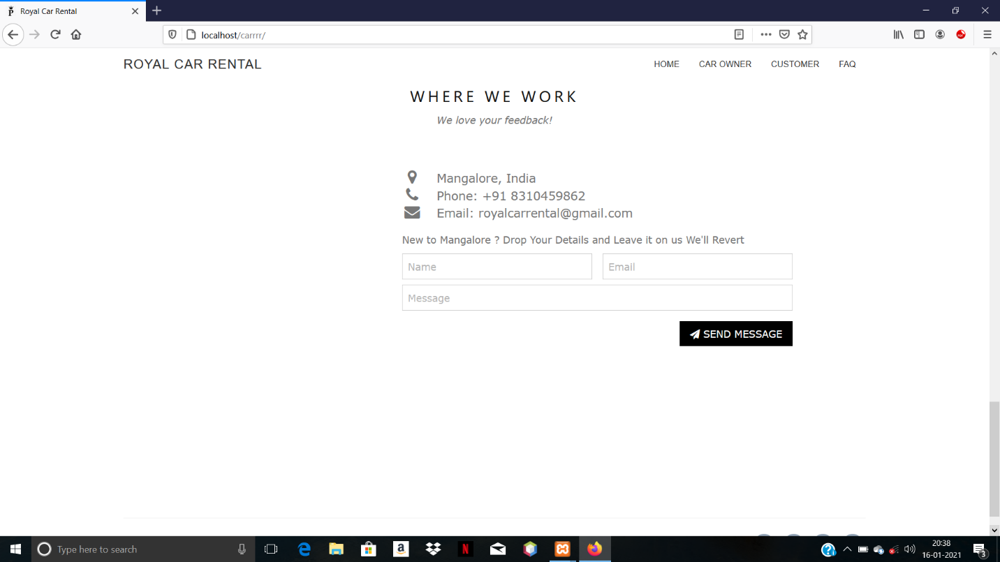 Royal Car Rental
localhost/carrrr/
ROYAL CAR RENTAL
HOME CAR OWNER CUSTOMER FAQ
WHERE WE WORK
We love your feedback!
Mangalore, India
Phone: +91 8310459862
Email: royalcarrental@gmail.com
New to Mangalore ? Drop Your Details and Leave it on us We'll Revert
Name Email
Message
SEND MESSAGE
Type here to search
20:38
16-01-2021
3